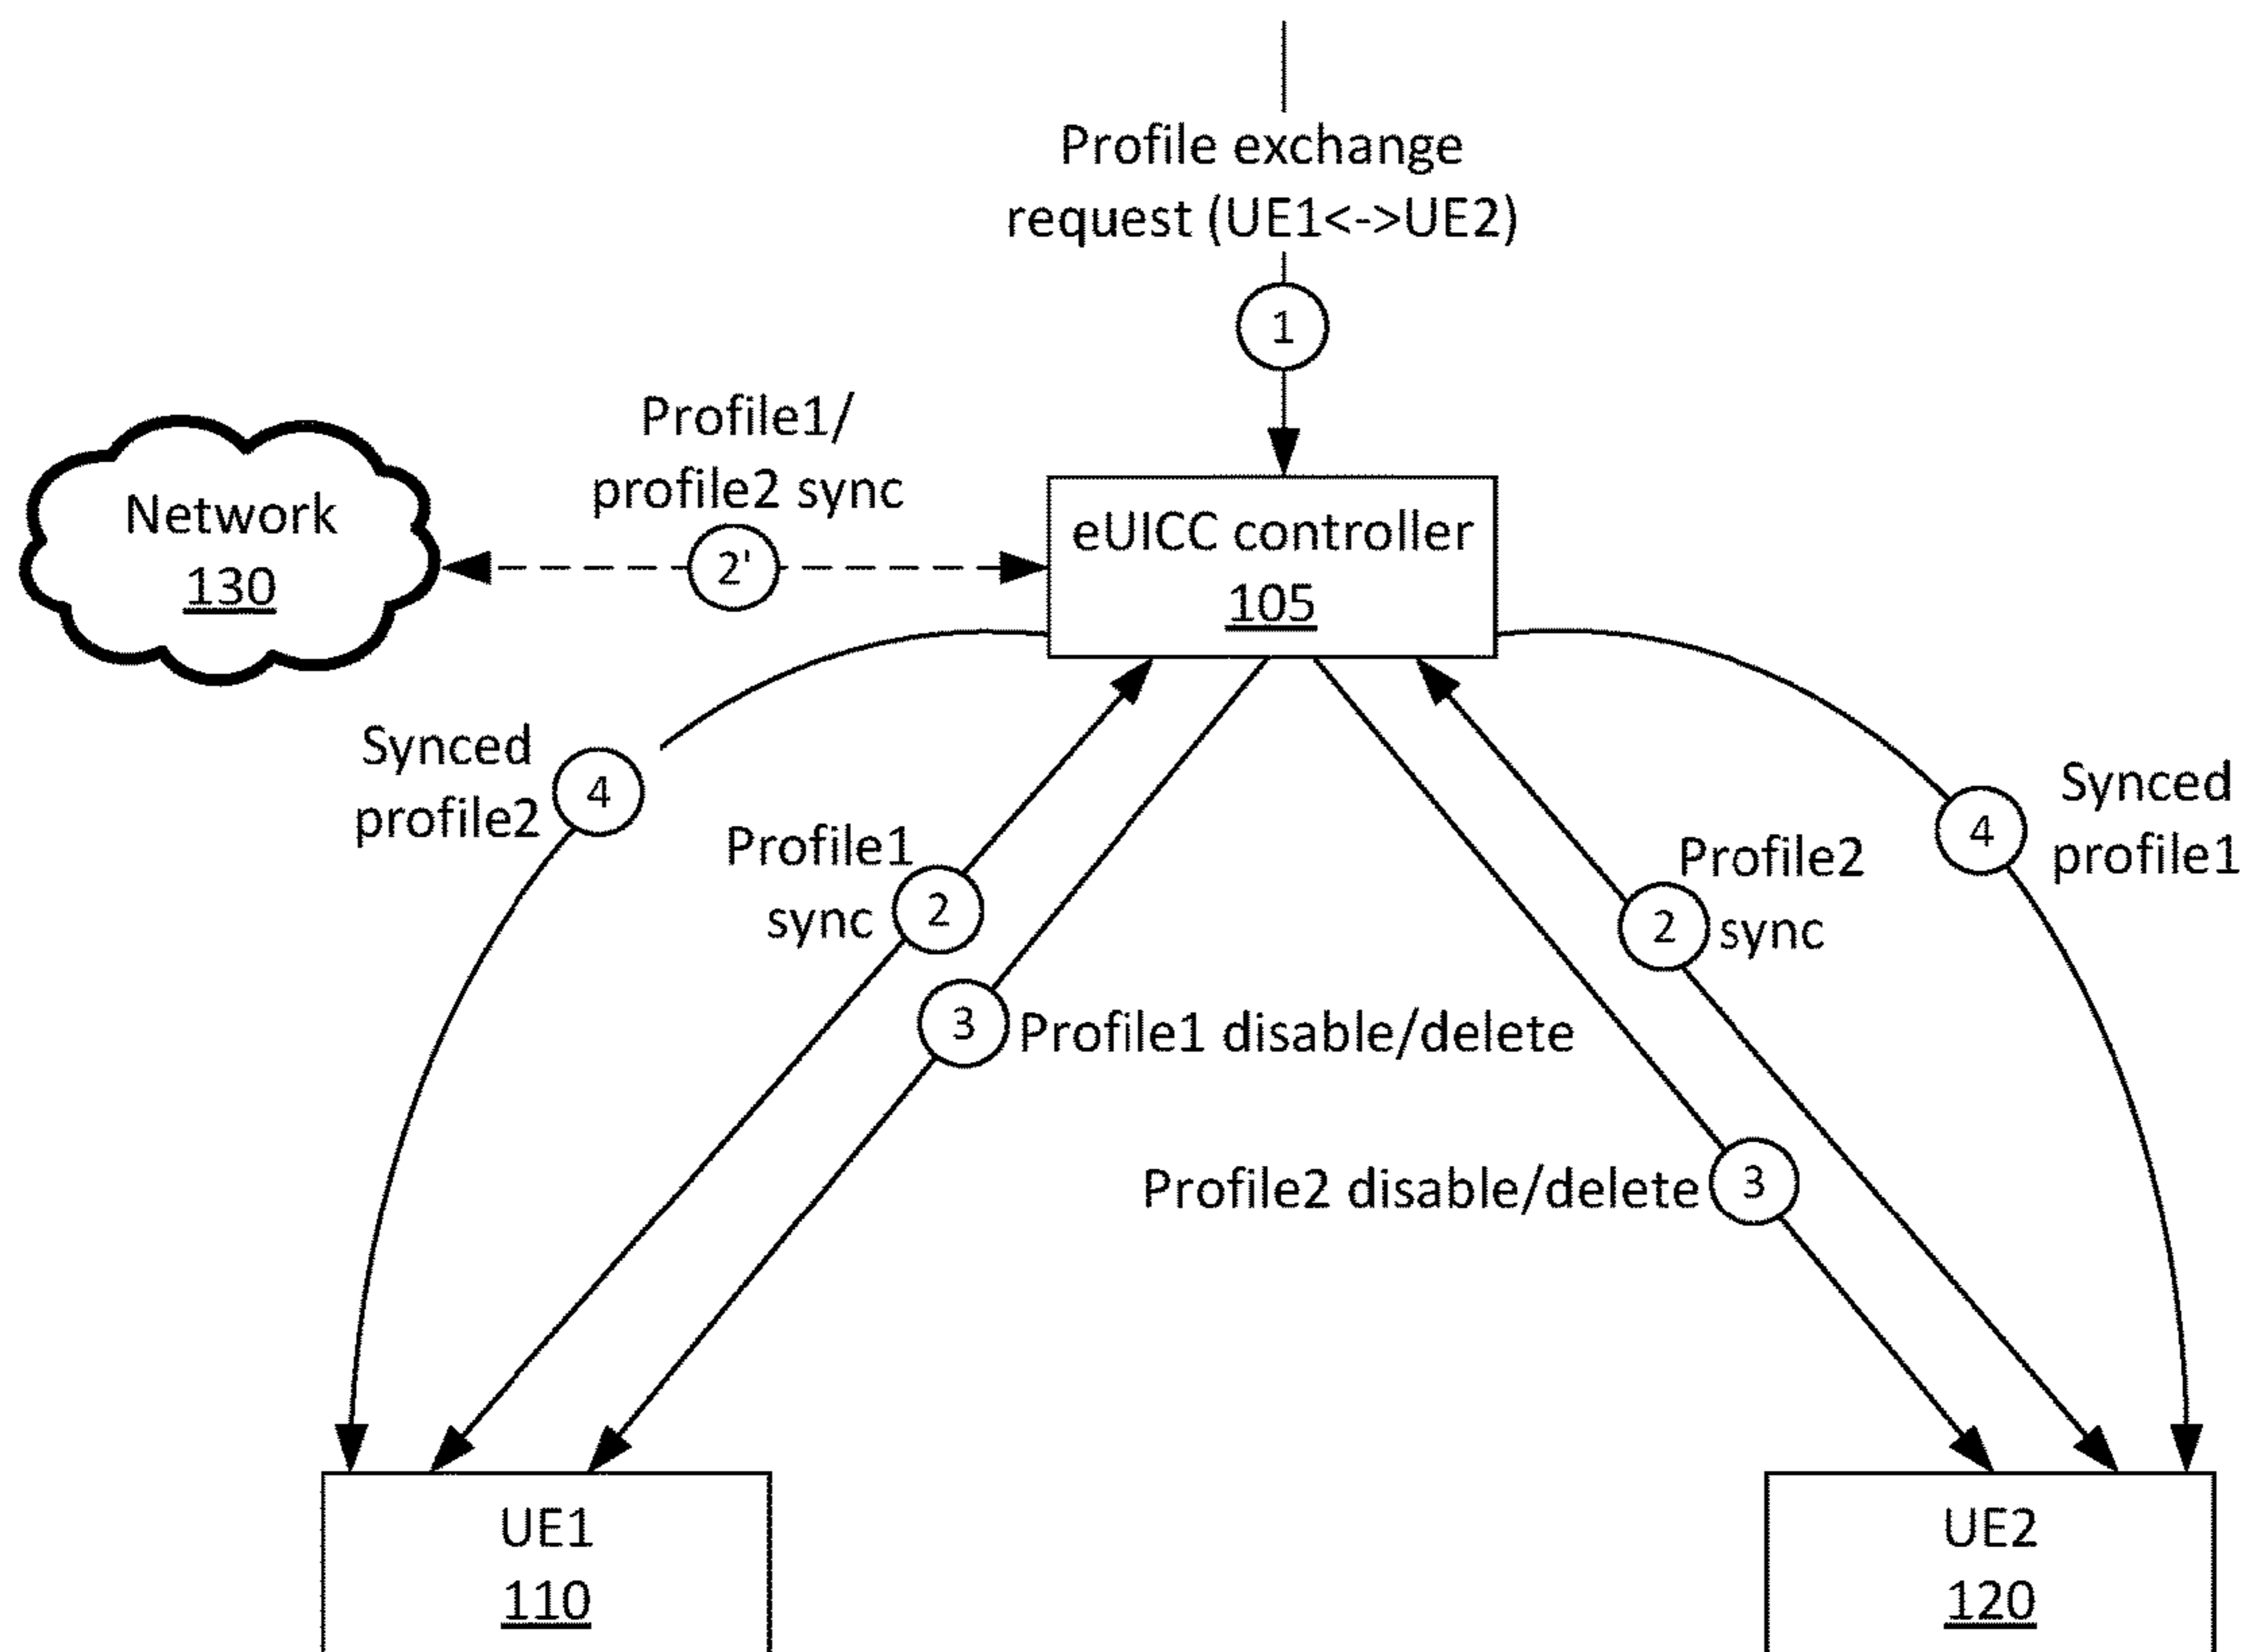 Profile exchange
request (UE1<->UE2)
1
Profile1/
profile2 sync
2'
Network
130
eUICC controller
105
Synced
profile2
4
Profile1
sync
2
3
Profile1 disable/delete
Synced
profile1
4
Profile2
sync
2
Profile2 disable/delete
3
UE1
110
UE2
120